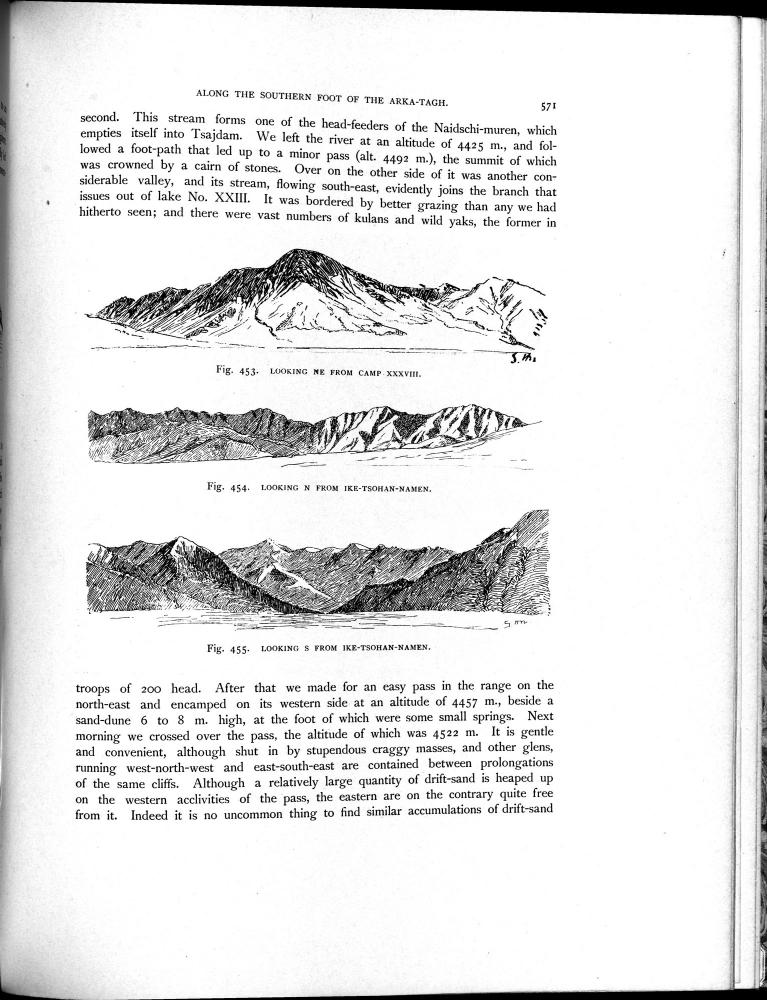 ALONG THE SOUTHERN FOOT OF THE ARKA-TAGH.
571
second. This stream forms one of the head-feeders of the Naidschi-muren, which
empties itself into Tsajdam. We left the river at an altitude of 4425 m., and fol-
lowed a foot-path that led up to a minor pass (alt. 4492 m.), the summit of which
was crowned by a cairn of stones. Over on the other side of it was another con-
siderable valley, and its stream, flowing south-east, evidently joins the branch that
issues out of lake No. XXIII. It was bordered by better grazing than any we had
hitherto seen; and there were vast numbers of kulans and wild yaks, the former in
Fig. 453. LOOKING NE FROM CAMP XXXVIII.
Fig. 454. LOOKING N FROM IKE-TSOHAN-NAMEN.
Fig. 455. LOOKING S FROM IKE-TSOHAN-NAMEN.
troops of 200 head. After that we made for an easy pass in the range on the
north-east and encamped on its western side at an altitude of 4457 m., beside a
sand-dune 6 to 8 m. high, at the foot of which were some small springs. Next
morning we crossed over the pass, the altitude of which was 4522 m. It is gentle
and convenient, although shut in by stupendous craggy masses, and other glens,
running west-north-west and east-south-east are contained between prolongations
of the same cliffs. Although a relatively large quantity of drift-sand is heaped up
on the western acclivities of the pass, the eastern are on the contrary quite free
from it. Indeed it is no uncommon thing to find similar accumulations of drift-sand